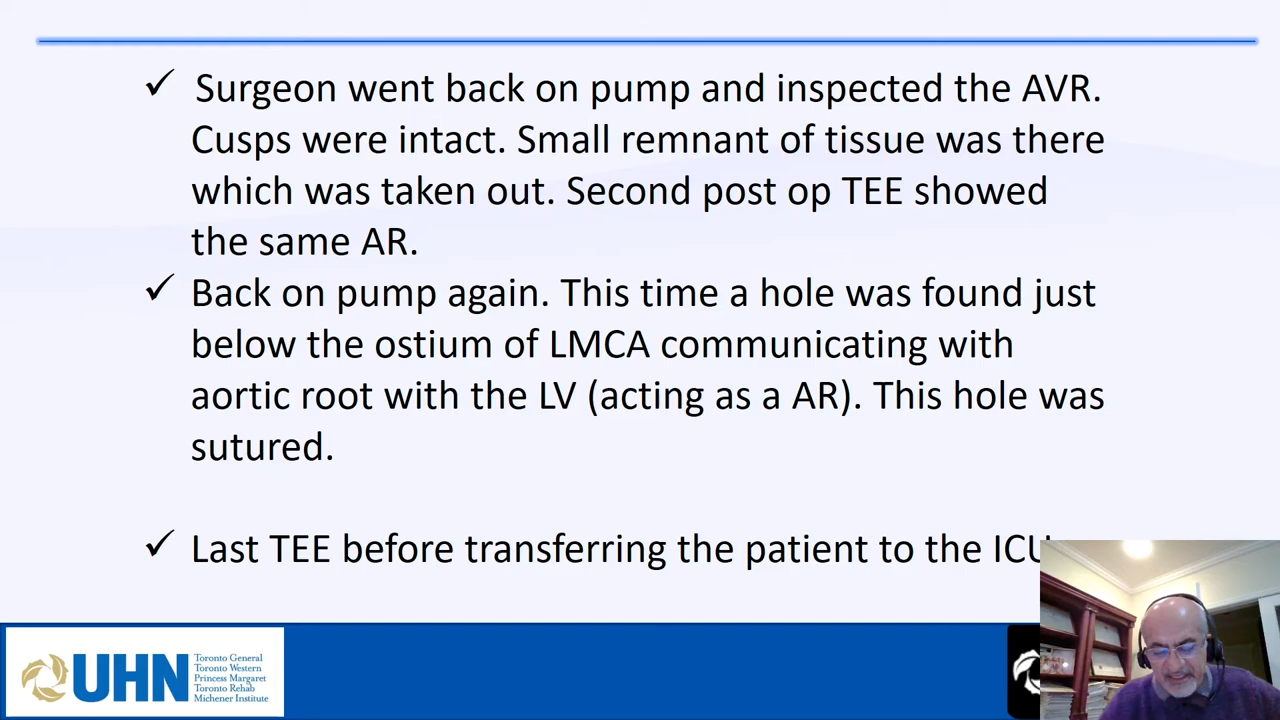 ✓ Surgeon went back on pump and inspected the AVR.
Cusps were intact. Small remnant of tissue was there
which was taken out. Second post op TEE showed
the same AR.
✓ Back on pump again. This time a hole was found just
below the ostium of LMCA communicating with
aortic root with the LV (acting as a AR). This hole was
sutured.
✓ Last TEE before transferring the patient to the ICU
UHN
Toronto General
Toronto Western
Princess Margaret
Toronto Rehab
Michener Institute